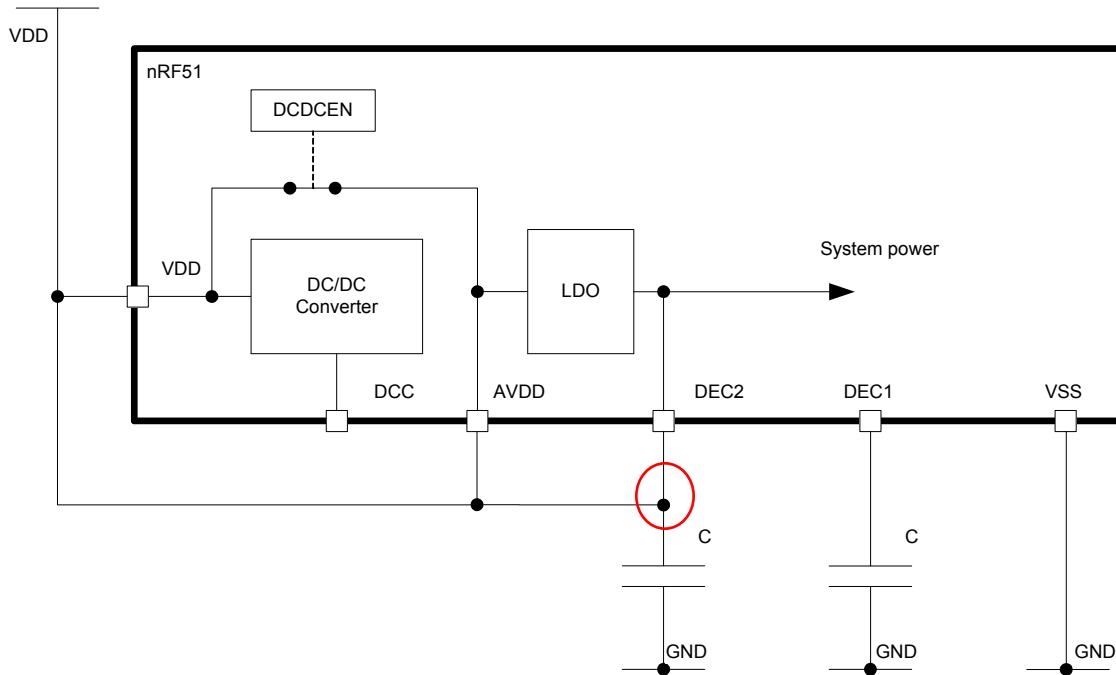 VDD
nRF51
DCDCEN
VDD
DC/DC
Converter
LDO
System power
DCC
AVDD
DEC2
DEC1
VSS
C
C
GND
GND
GND